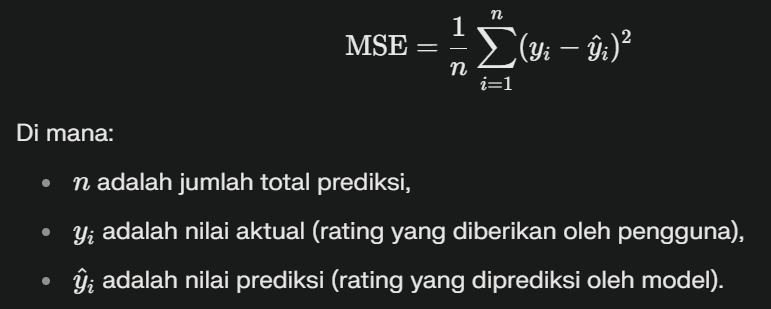 MSE = \frac{1}{n} \sum_{i=1}^{n} (y_i - \hat{y}_i)^2
Di mana:
• n adalah jumlah total prediksi,
• y_i adalah nilai aktual (rating yang diberikan oleh pengguna),
• \hat{y}_i adalah nilai prediksi (rating yang diprediksi oleh model).